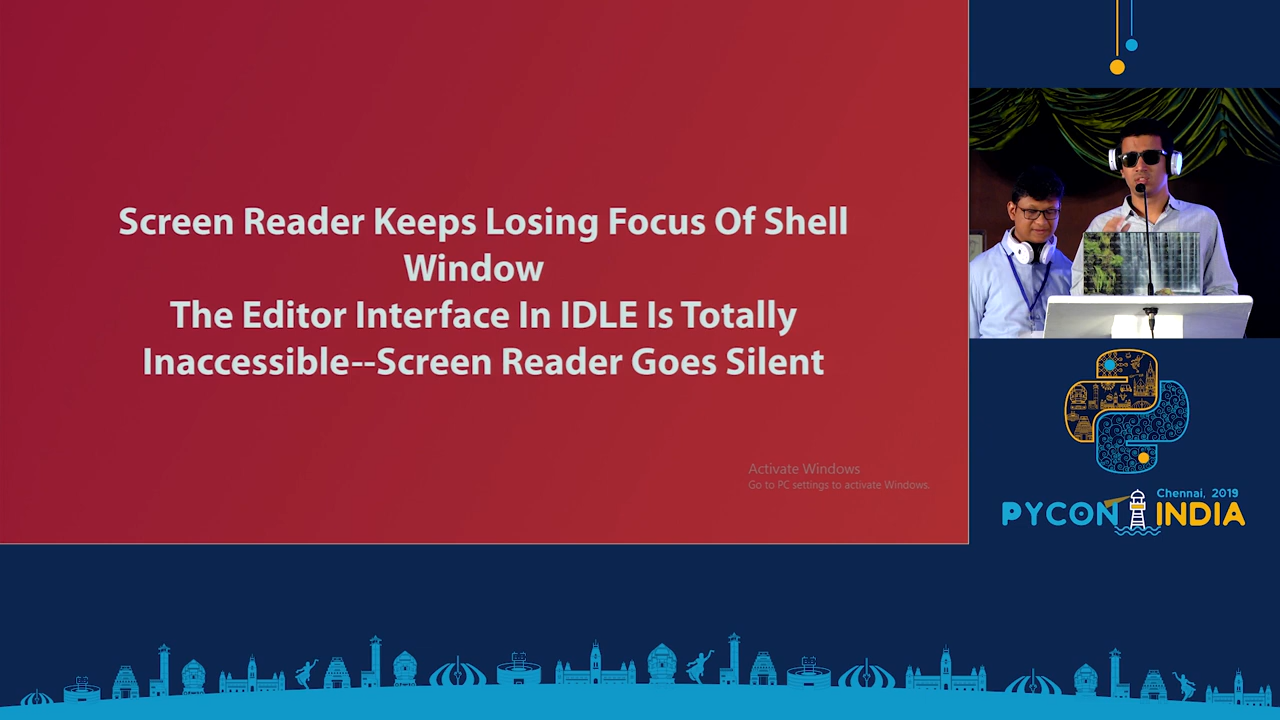 Screen Reader Keeps Losing Focus Of Shell
Window
The Editor Interface In IDLE Is Totally
Inaccessible--Screen Reader Goes Silent
Activate Windows
Go to PC settings to activate Windows.
Chennai, 2019
PYCON INDIA